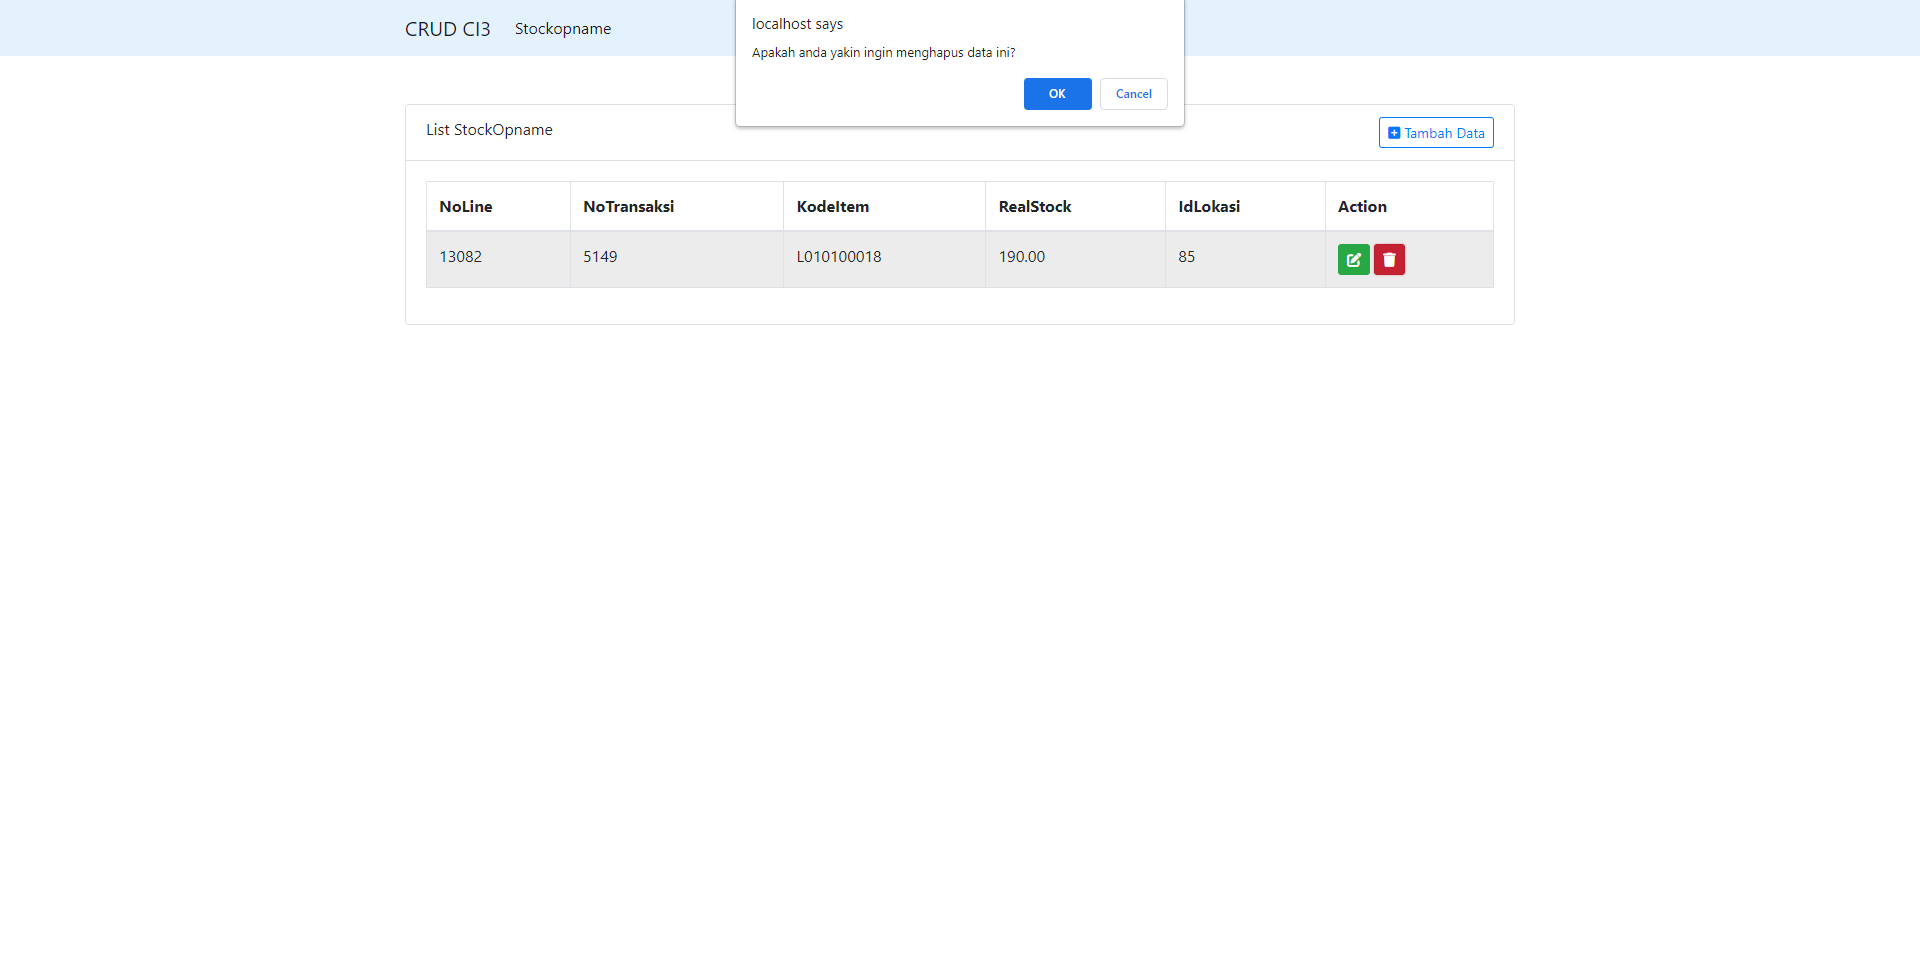 CRUD CI3 Stockopname
localhost says
Apakah anda yakin ingin menghapus data ini?
OK Cancel
List StockOpname
Tambah Data
NoLine NoTransaksi KodeItem RealStock IdLokasi Action
13082 5149 L010100018 190.00 85